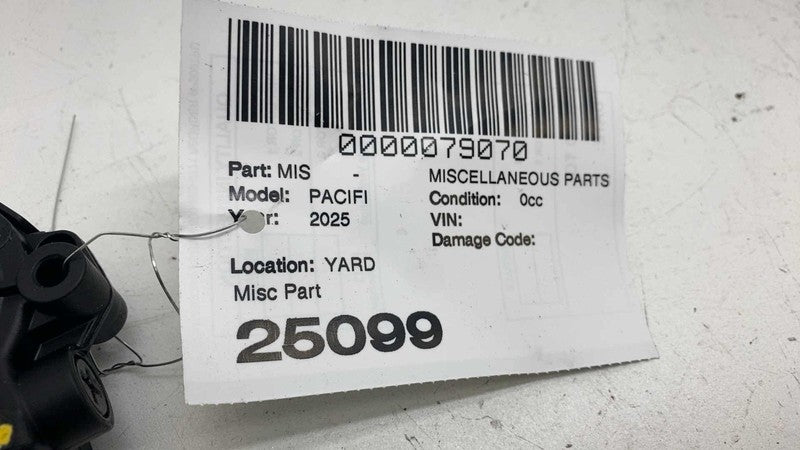 0000079070
Part: MIS - MISCELLANEOUS PARTS
Model: PACIFI Condition: 0cc
Year: 2025 VIN:
Damage Code:
Location: YARD
Misc Part
25099